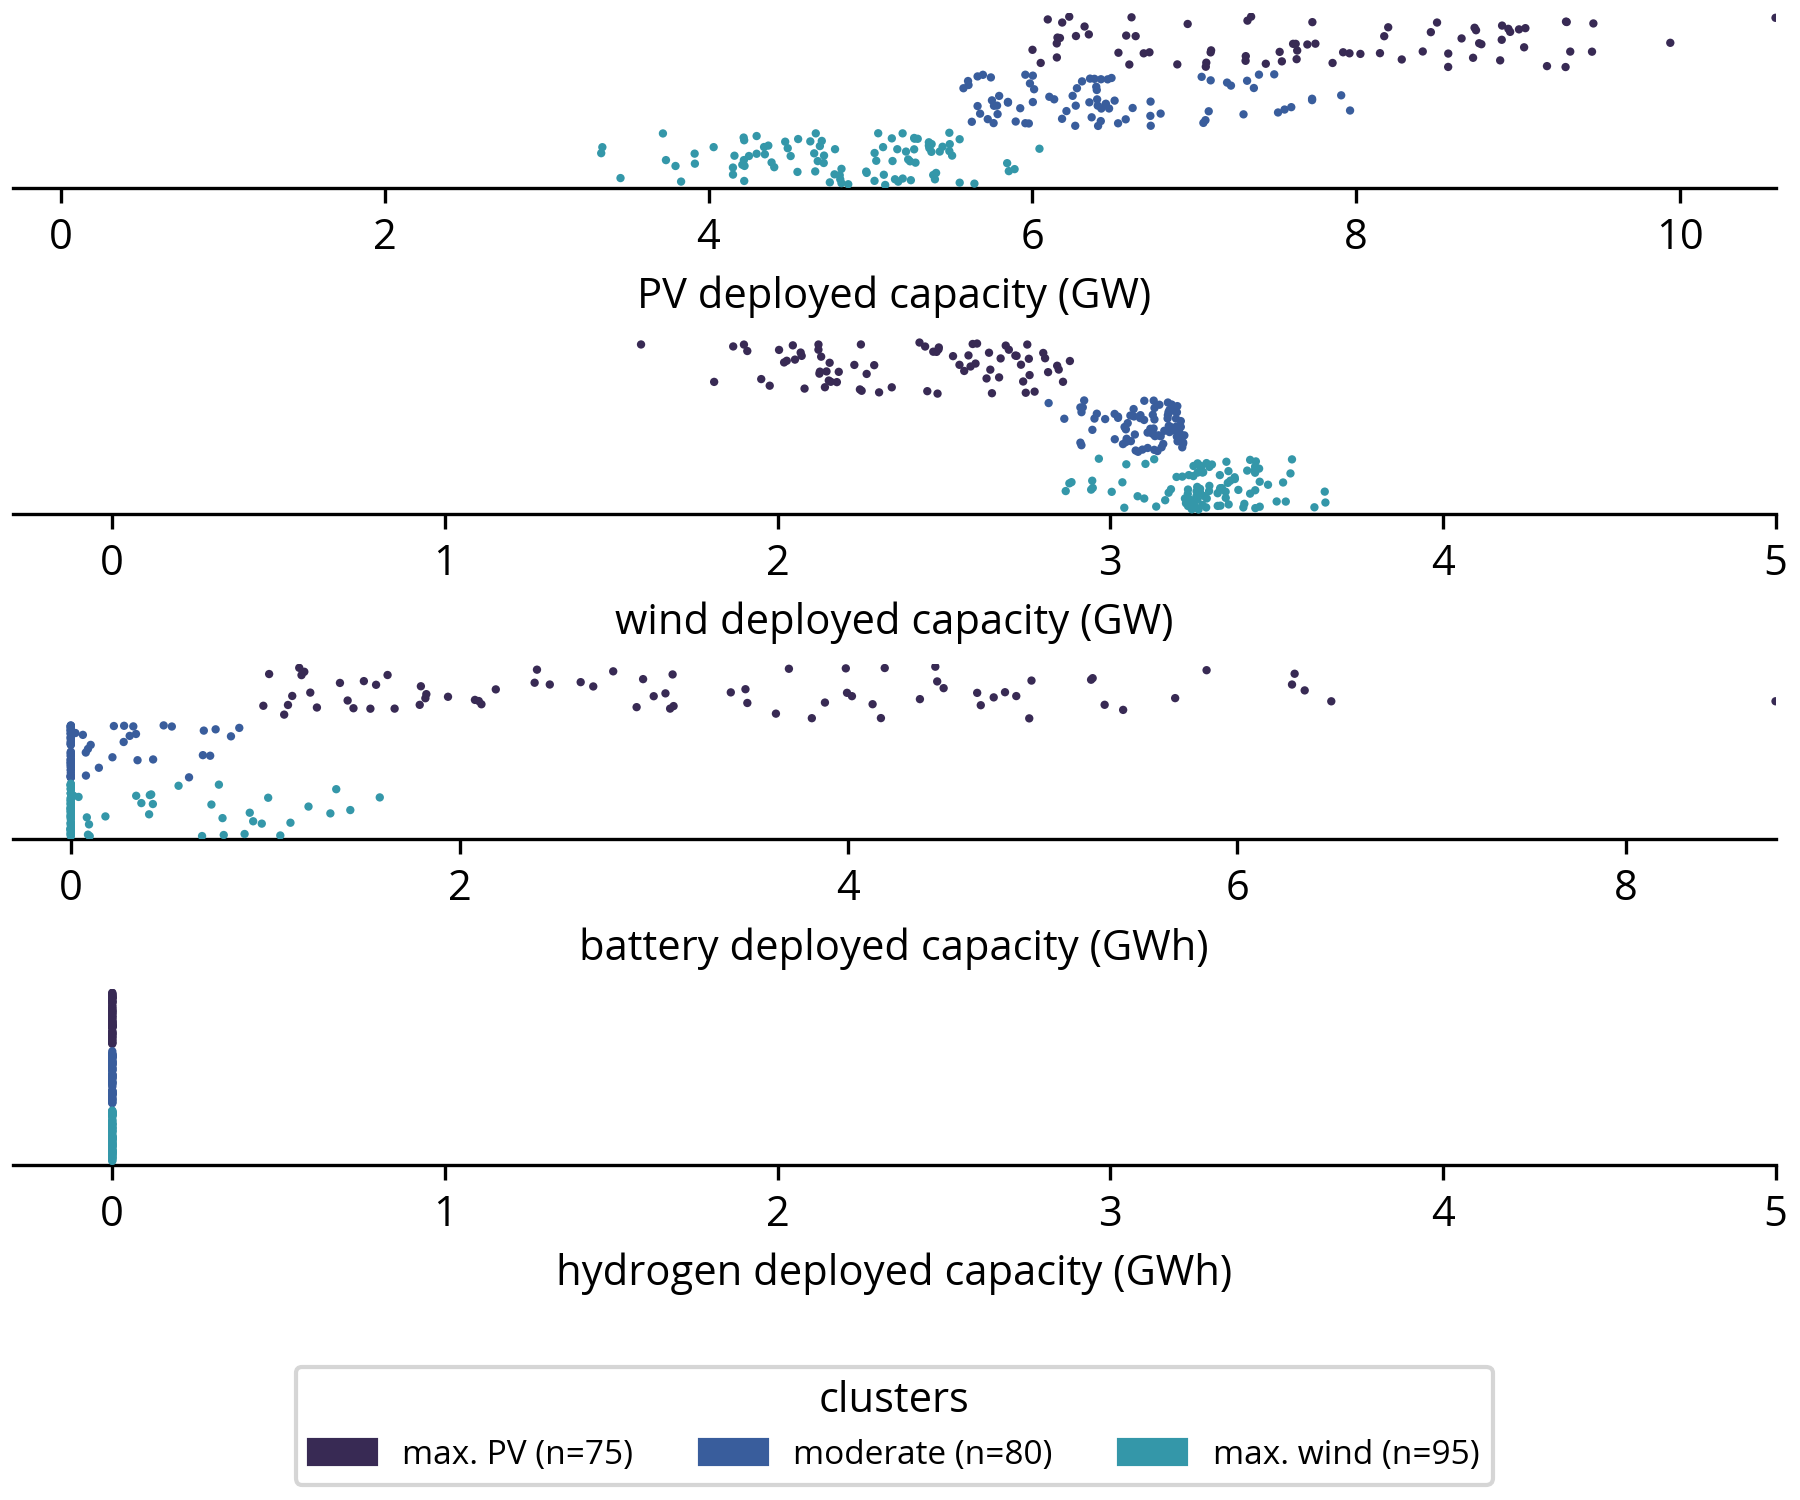 0 2 4 6 8 10
PV deployed capacity (GW)
0 1 2 3 4 5
wind deployed capacity (GW)
0 2 4 6 8
battery deployed capacity (GWh)
0 1 2 3 4 5
hydrogen deployed capacity (GWh)
clusters
max. PV (n=75) moderate (n=80) max. wind (n=95)